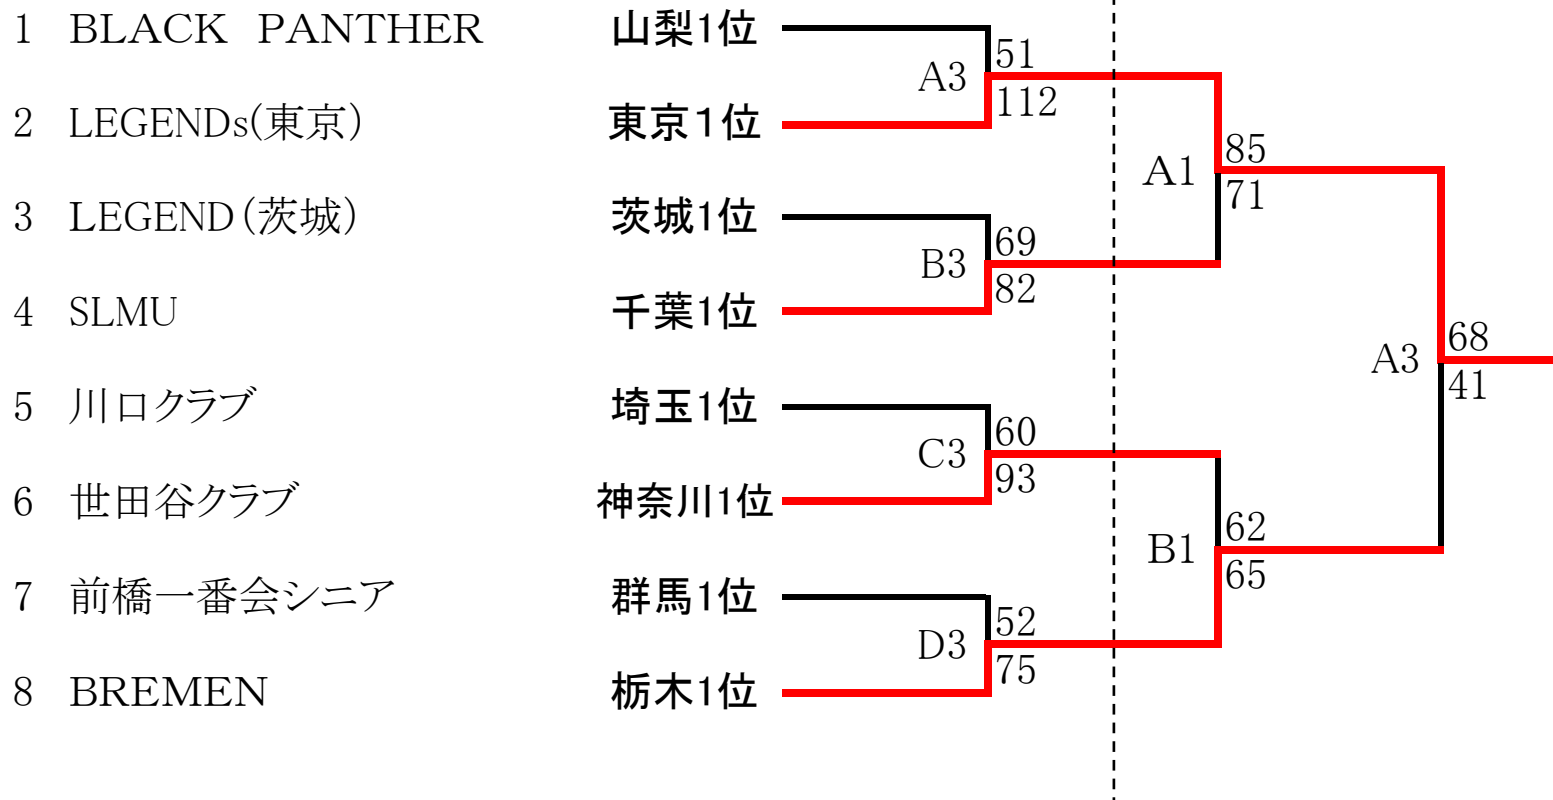 1 BLACK PANTHER 山梨1位
51
A3
112
2 LEGENDs(東京) 東京1位
85
A1
71
3 LEGEND(茨城) 茨城1位
69
B3
82
4 SLMU 千葉1位
68
A3
41
5 川口クラブ 埼玉1位
60
C3
93
6 世田谷クラブ 神奈川1位
62
B1
65
7 前橋一番会シニア 群馬1位
52
D3
75
8 BREMEN 栃木1位